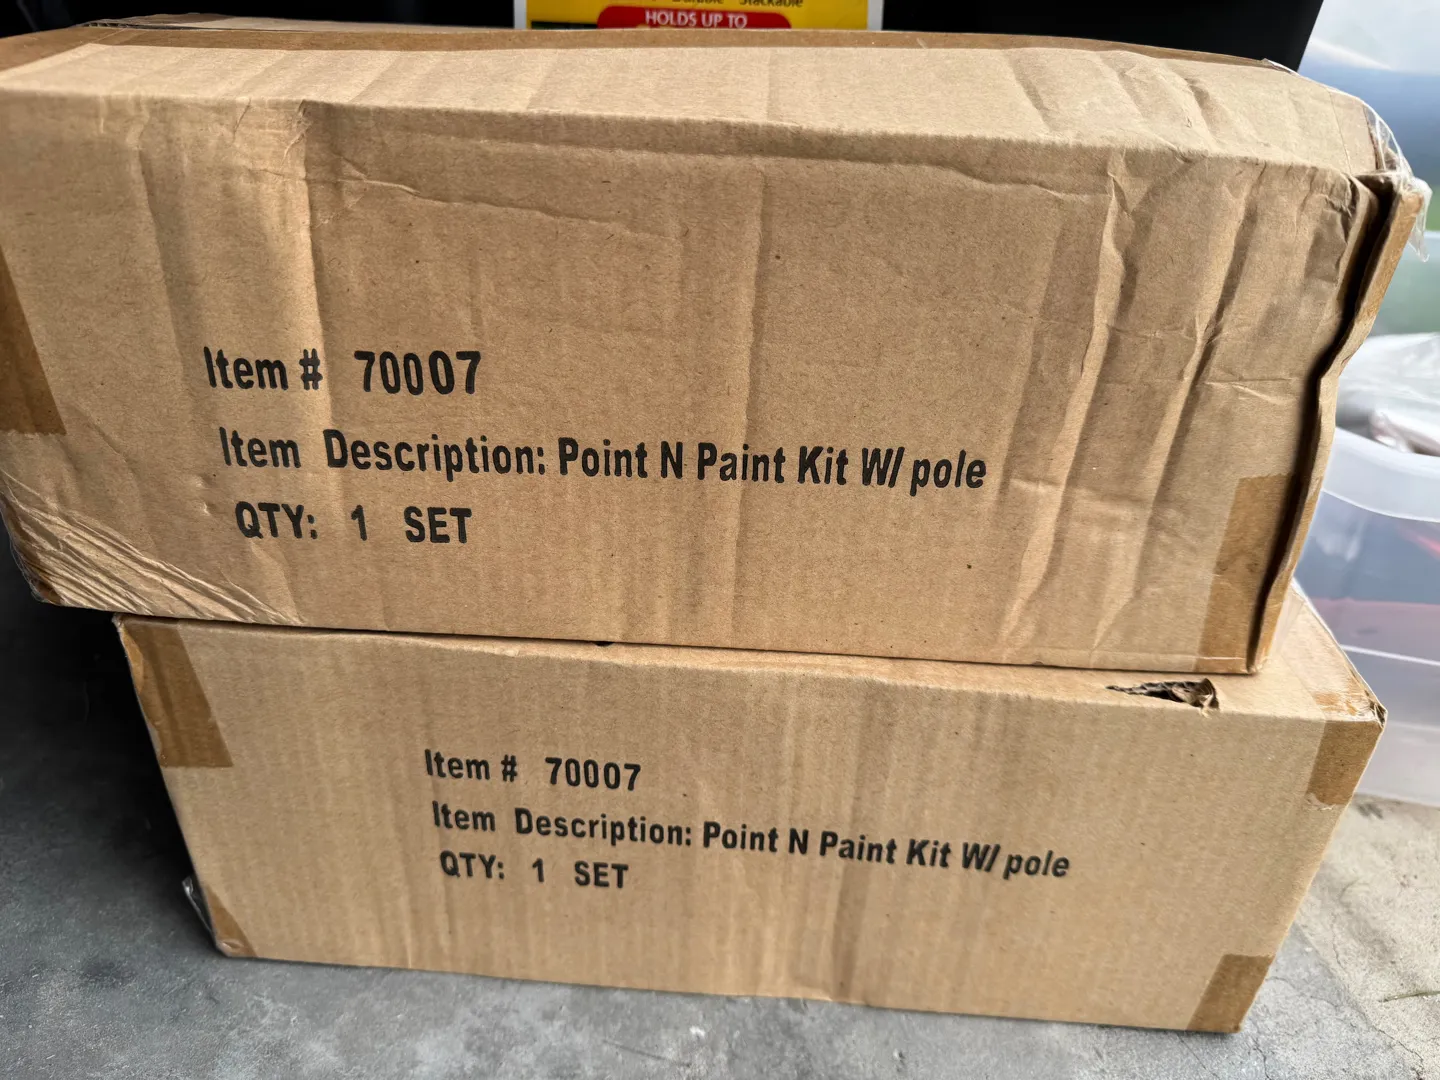 Stackable
HOLDS UP TO
Item # 70007
Item Description: Point N Paint Kit W/ pole
QTY: 1 SET
Item # 70007
Item Description: Point N Paint Kit W/ pole
QTY: 1 SET